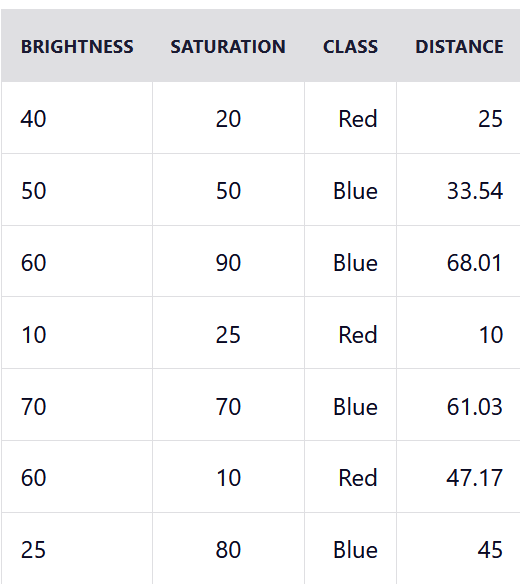 BRIGHTNESS SATURATION CLASS DISTANCE
40 20 Red 25
50 50 Blue 33.54
60 90 Blue 68.01
10 25 Red 10
70 70 Blue 61.03
60 10 Red 47.17
25 80 Blue 45